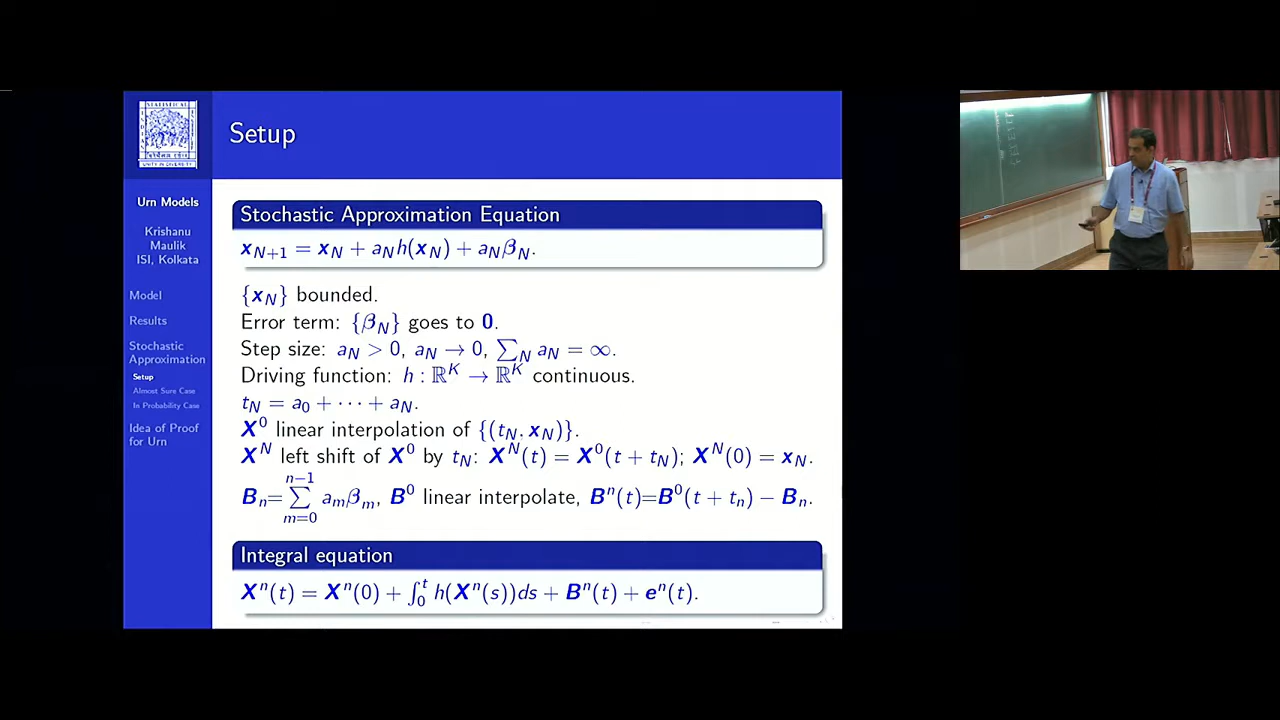 Setup
STATISTICAL
UNITY IN DIVERSITY
Urn Models
Krishanu
Maulik
ISI, Kolkata
Model
Results
Stochastic
Approximation
Setup
Almost Sure Case
In Probability Case
Idea of Proof
for Urn
Stochastic Approximation Equation
x_{N+1} = x_N + a_N h(x_N) + a_N β_N.
{x_N} bounded.
Error term: {β_N} goes to 0.
Step size: a_N > 0, a_N → 0, ∑_N a_N = ∞.
Driving function: h : ℝ^K → ℝ^K continuous.
t_N = a_0 + ··· + a_N.
X^0 linear interpolation of {(t_N, x_N)}.
X^N left shift of X^0 by t_N: X^N(t) = X^0(t + t_N); X^N(0) = x_N.
B_n = ∑_{m=0}^{n−1} a_m β_m, B^0 linear interpolate, B^n(t)=B^0(t + t_n) − B_n.
Integral equation
X^n(t) = X^n(0) + ∫_0^t h(X^n(s))ds + B^n(t) + e^n(t).